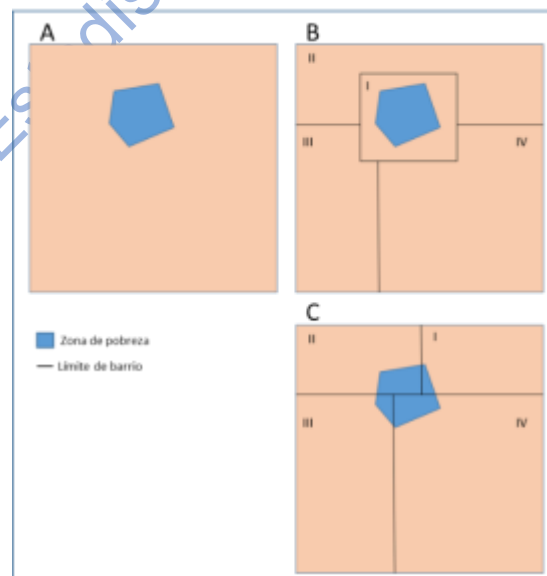 A
B
II
I
III
IV
Zona de pobreza
Límite de barrio
C
II
I
III
IV